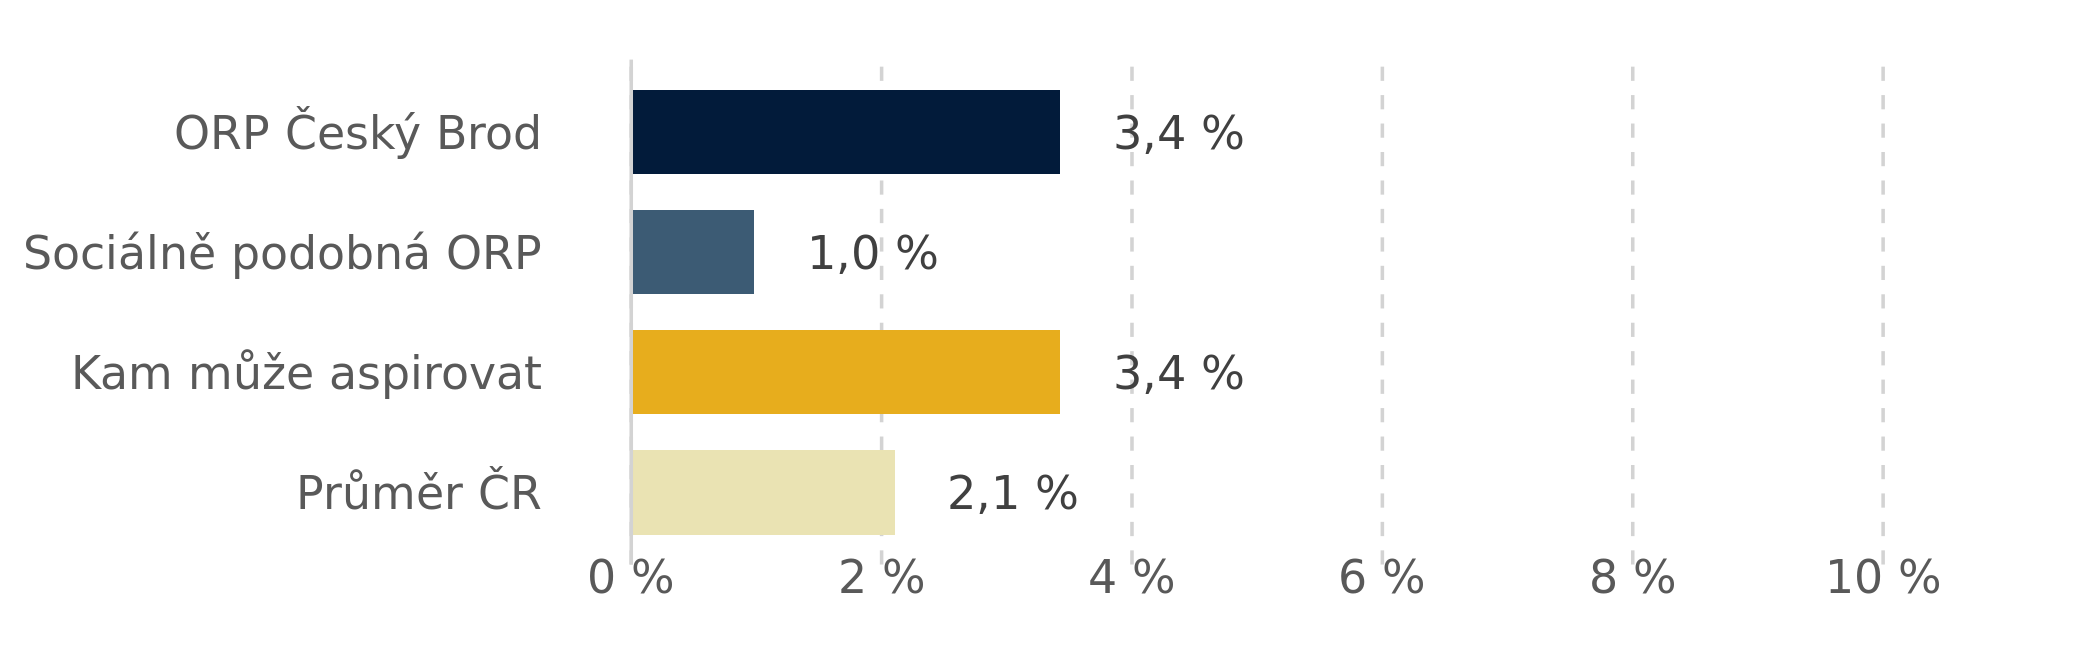 ORP Český Brod 3,4 %
Sociálně podobná ORP 1,0 %
Kam může aspirovat 3,4 %
Průměr ČR 2,1 %
0 % 2 % 4 % 6 % 8 % 10 %